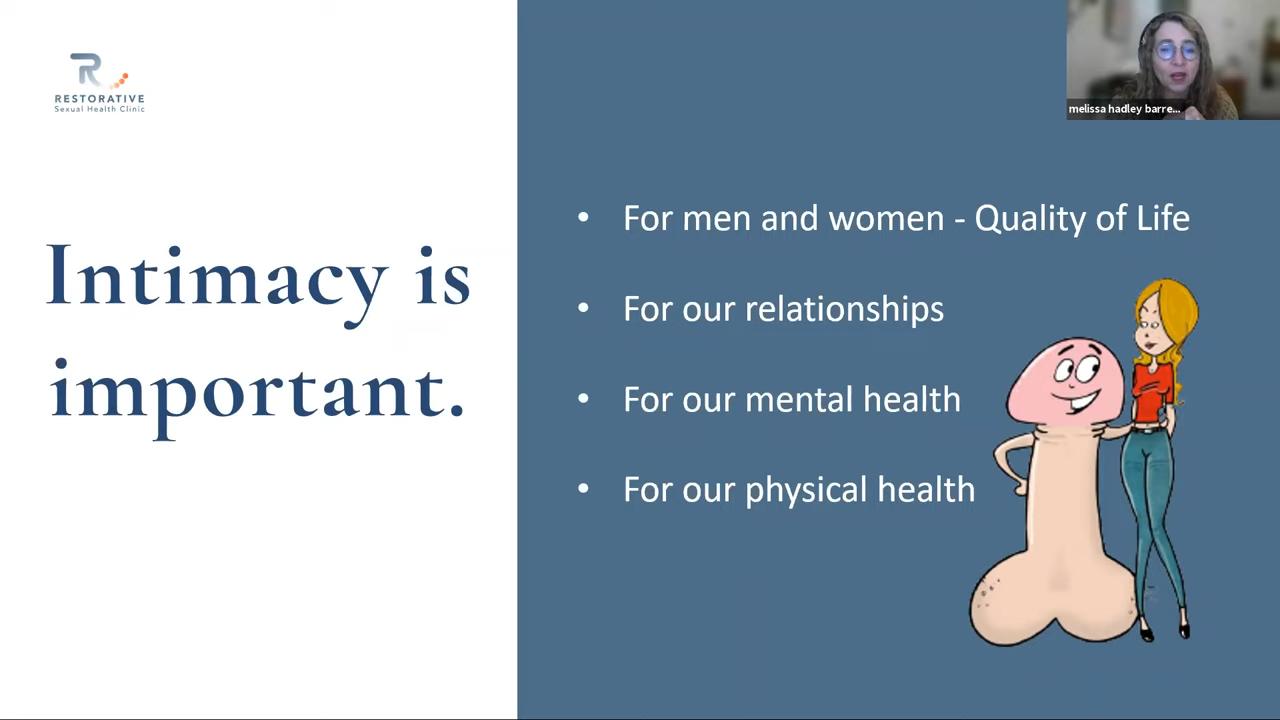 RESTORATIVE
Sexual Health Clinic
melissa hadley barre...
Intimacy is
important.
• For men and women - Quality of Life
• For our relationships
• For our mental health
• For our physical health